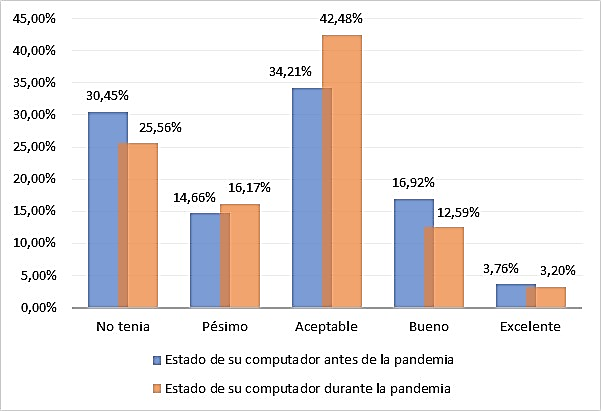 45,00%
40,00%
35,00%
30,00%
25,00%
20,00%
15,00%
10,00%
5,00%
0,00%
30,45%
25,56%
14,66%
16,17%
34,21%
42,48%
16,92%
12,59%
3,76%
3,20%
No tenia
Pésimo
Aceptable
Bueno
Excelente
Estado de su computador antes de la pandemia
Estado de su computador durante la pandemia